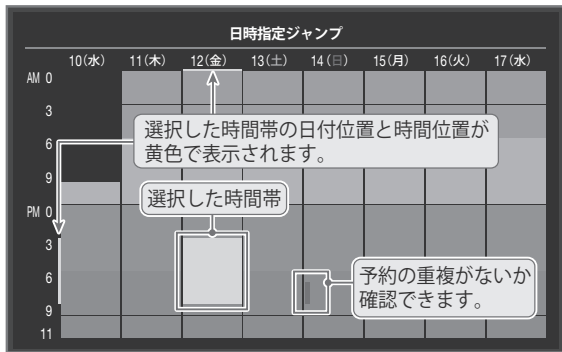 日時指定ジャンプ
10(水) 11(木) 12(金) 13(土) 14(日) 15(月) 16(火) 17(水)
AM 0
3
選択した時間帯の日付位置と時間位置が
6
黄色で表示されます。
9
選択した時間帯
PM 0
3
6
予約の重複がないか
確認できます。
9
11